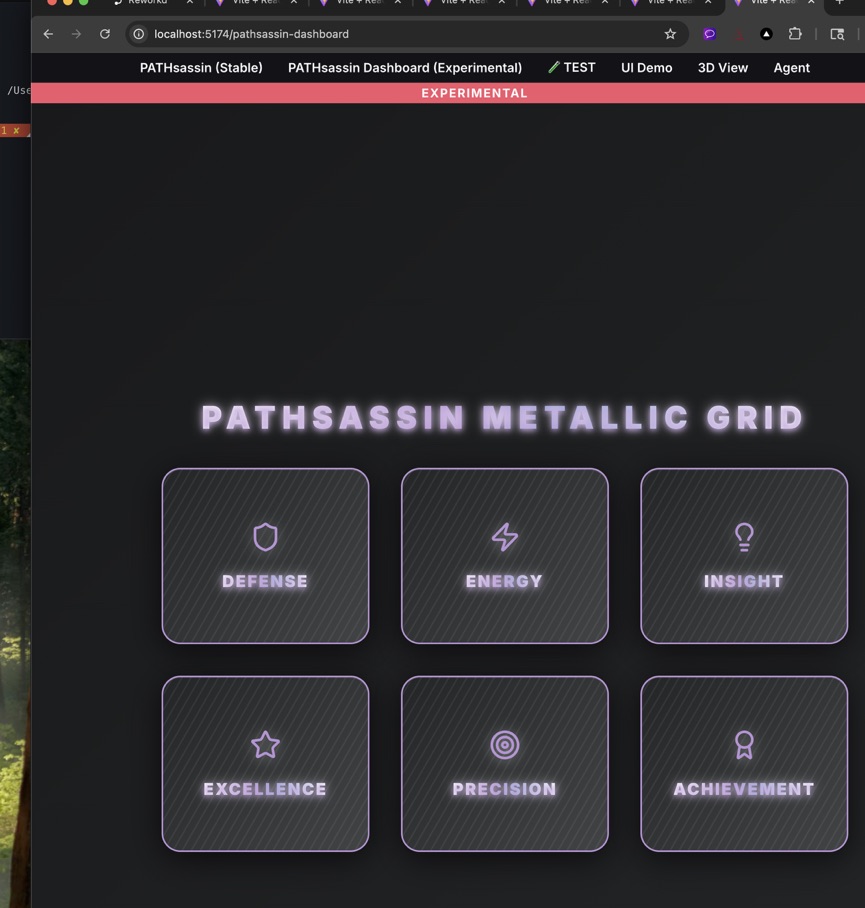 Reworkd
Vite + Rea
Vite + Rea
Vite + Rea
Vite + Rea
Vite + Rea
Vite + Rea
localhost:5174/pathsassin-dashboard
PATHsassin (Stable) PATHsassin Dashboard (Experimental) TEST UI Demo 3D View Agent
/Use
EXPERIMENTAL
1 ✘
PATHSASSIN METALLIC GRID
DEFENSE ENERGY INSIGHT
EXCELLENCE PRECISION ACHIEVEMENT